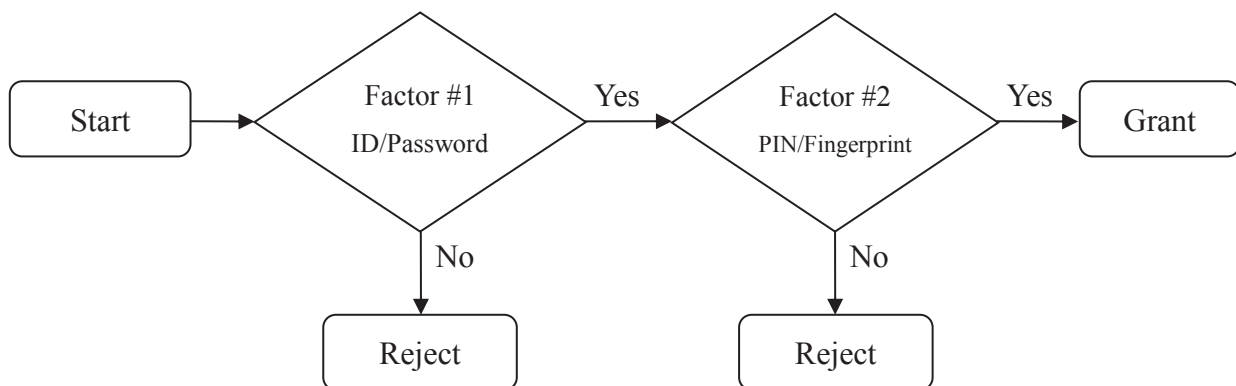 Start
Factor #1
ID/Password
Yes
Factor #2
PIN/Fingerprint
Yes
Grant
No
Reject
No
Reject